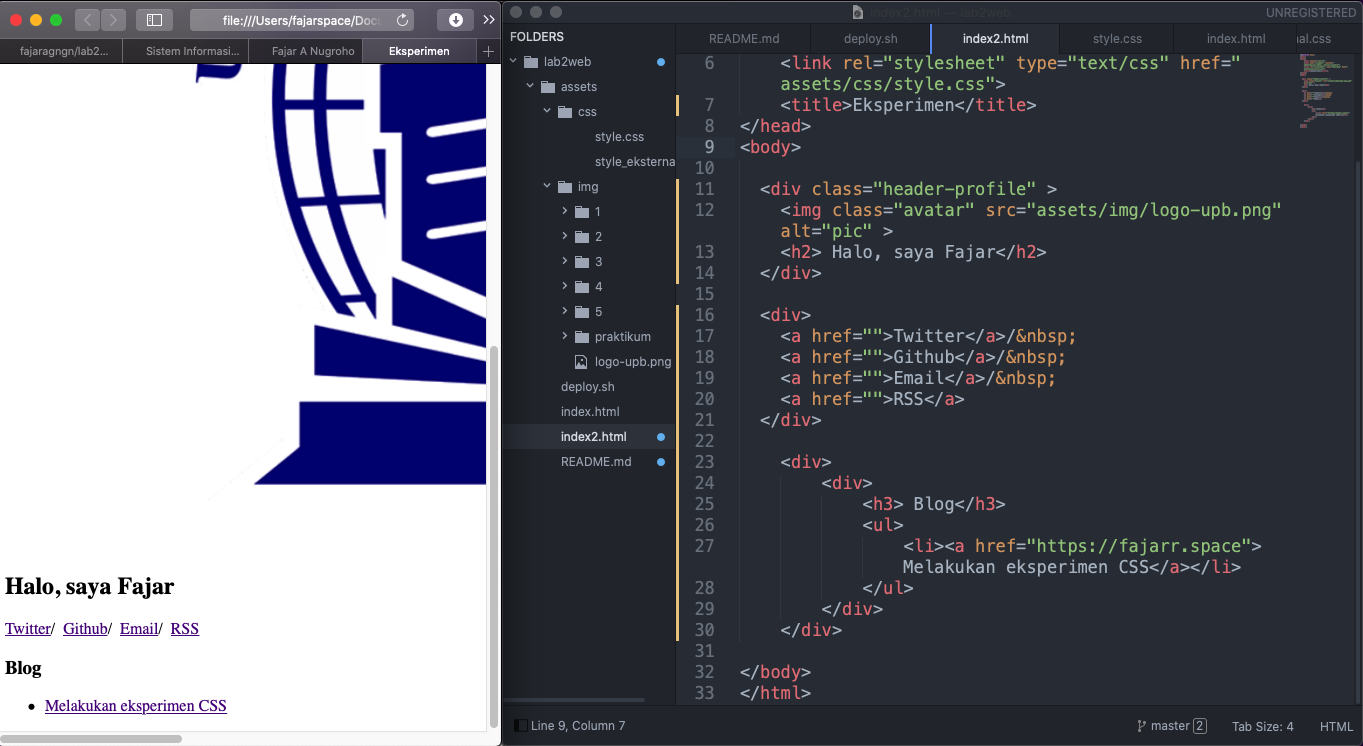 file:///Users/fajarspace/Docu
fajaragngn/lab2...
Sistem Informasi...
Fajar A Nugroho
Eksperimen
Halo, saya Fajar
Twitter/ Github/ Email/ RSS
Blog
Melakukan eksperimen CSS
index2.html — lab2web
UNREGISTERED
FOLDERS
lab2web
assets
css
style.css
style_eksterna
img
1
2
3
4
5
praktikum
logo-upb.png
deploy.sh
index.html
index2.html
README.md
README.md
deploy.sh
index2.html
style.css
index.html
nal.css
6 <link rel="stylesheet" type="text/css" href="
assets/css/style.css">
7 <title>Eksperimen</title>
8 </head>
9 <body>
10
11 <div class="header-profile" >
12 <img class="avatar" src="assets/img/logo-upb.png"
alt="pic" >
13 <h2> Halo, saya Fajar</h2>
14 </div>
15
16 <div>
17 <a href="">Twitter</a>/&nbsp;
18 <a href="">Github</a>/&nbsp;
19 <a href="">Email</a>/&nbsp;
20 <a href="">RSS</a>
21 </div>
22
23 <div>
24 <div>
25 <h3> Blog</h3>
26 <ul>
27 <li><a href="https://fajarr.space">
Melakukan eksperimen CSS</a></li>
28 </ul>
29 </div>
30 </div>
31
32 </body>
33 </html>
Line 9, Column 7
master 2
Tab Size: 4
HTML